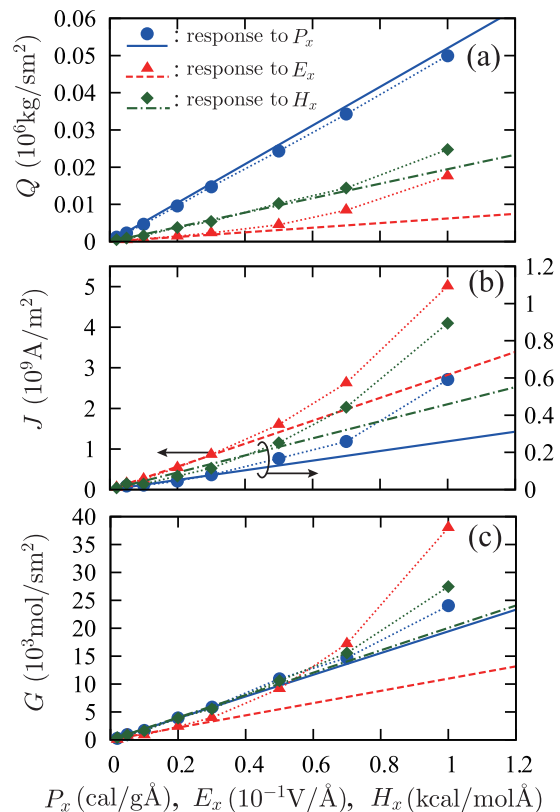 0.06
0.05
0.04
0.03
0.02
0.01
0
Q (10⁶kg/sm²)
: response to Pₓ
: response to Eₓ
: response to Hₓ
(a)
5
4
3
2
1
0
J (10⁹A/m²)
(b)
1.2
1
0.8
0.6
0.4
0.2
0
40
35
30
25
20
15
10
5
0
G (10³mol/sm²)
(c)
0 0.2 0.4 0.6 0.8 1 1.2
Pₓ (cal/gÅ), Eₓ (10⁻¹V/Å), Hₓ (kcal/molÅ)